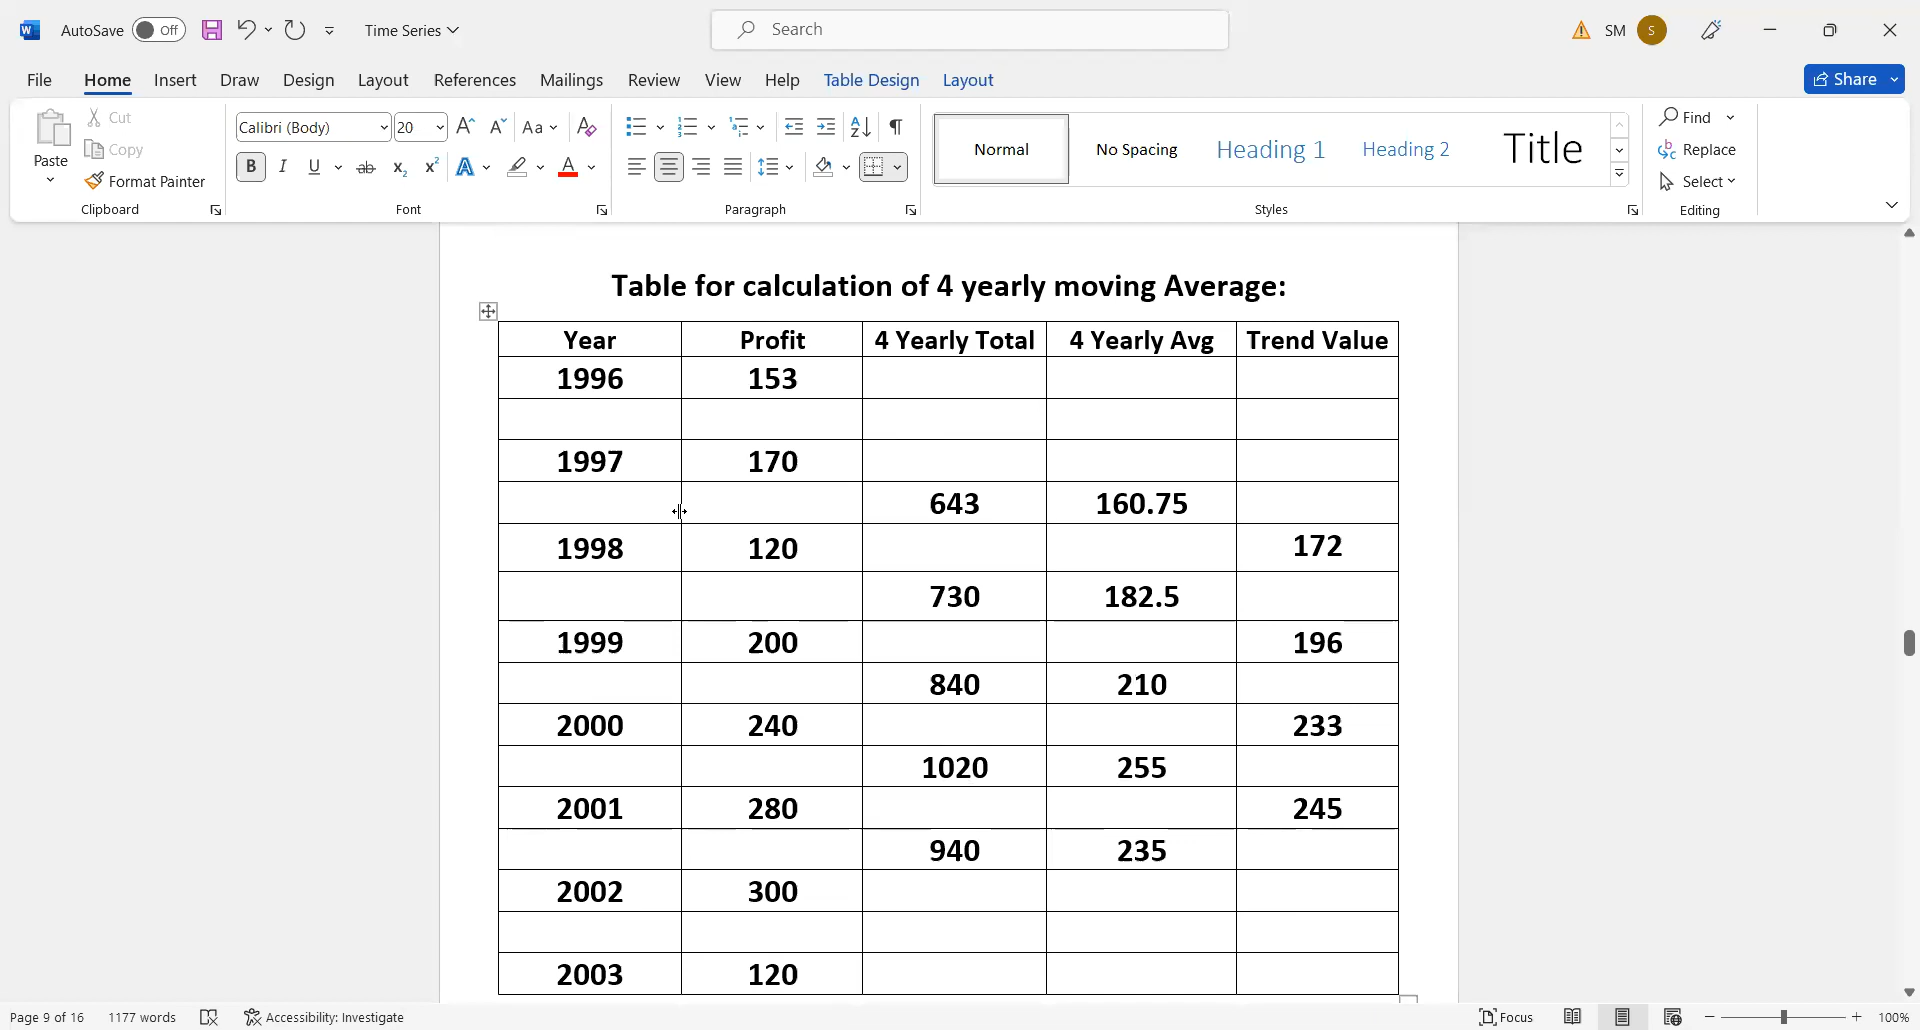 AutoSave Off Time Series Search SM S
File Home Insert Draw Design Layout References Mailings Review View Help Table Design Layout Share
Paste Cut Copy Format Painter Clipboard
Calibri (Body) 20 A A Aa A
B I U ab x₂ x² A A Font
Paragraph
Normal No Spacing Heading 1 Heading 2 Title Styles
Find Replace Select Editing
Table for calculation of 4 yearly moving Average:
Year Profit 4 Yearly Total 4 Yearly Avg Trend Value
1996 153
1997 170
643 160.75
1998 120 172
730 182.5
1999 200 196
840 210
2000 240 233
1020 255
2001 280 245
940 235
2002 300
2003 120
Page 9 of 16 1177 words Accessibility: Investigate Focus 100%